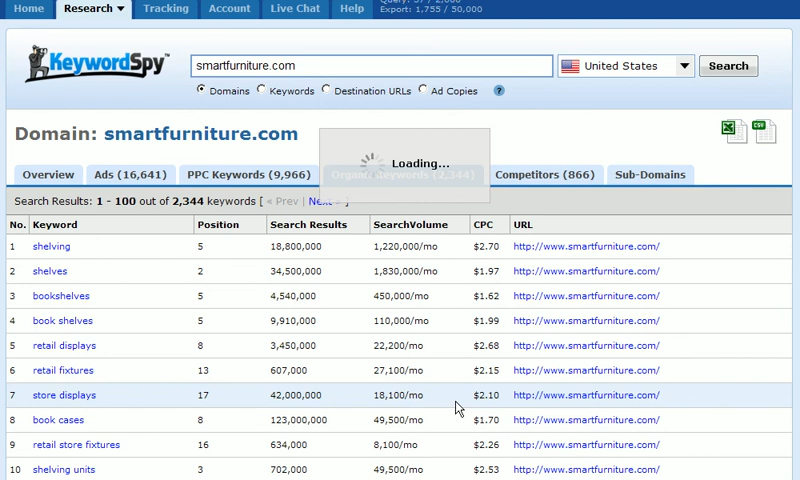 Home Research ▼ Tracking Account Live Chat Help
Export: 1,755 / 50,000
KeywordSpy™ smartfurniture.com United States Search
Domains Keywords Destination URLs Ad Copies ?
Domain: smartfurniture.com
Loading...
Overview Ads (16,641) PPC Keywords (9,966) Organic Keywords (2,344) Competitors (866) Sub-Domains
Search Results: 1 - 100 out of 2,344 keywords [ < Prev | Next > ]
No. Keyword Position Search Results SearchVolume CPC URL
1 shelving 5 18,800,000 1,220,000/mo $2.70 http://www.smartfurniture.com/
2 shelves 2 34,500,000 1,830,000/mo $1.97 http://www.smartfurniture.com/
3 bookshelves 5 4,540,000 450,000/mo $1.62 http://www.smartfurniture.com/
4 book shelves 5 9,910,000 110,000/mo $1.99 http://www.smartfurniture.com/
5 retail displays 8 3,450,000 22,200/mo $2.68 http://www.smartfurniture.com/
6 retail fixtures 13 607,000 27,100/mo $2.15 http://www.smartfurniture.com/
7 store displays 17 42,000,000 18,100/mo $2.10 http://www.smartfurniture.com/
8 book cases 8 123,000,000 49,500/mo $1.70 http://www.smartfurniture.com/
9 retail store fixtures 16 634,000 8,100/mo $2.26 http://www.smartfurniture.com/
10 shelving units 3 702,000 49,500/mo $2.53 http://www.smartfurniture.com/